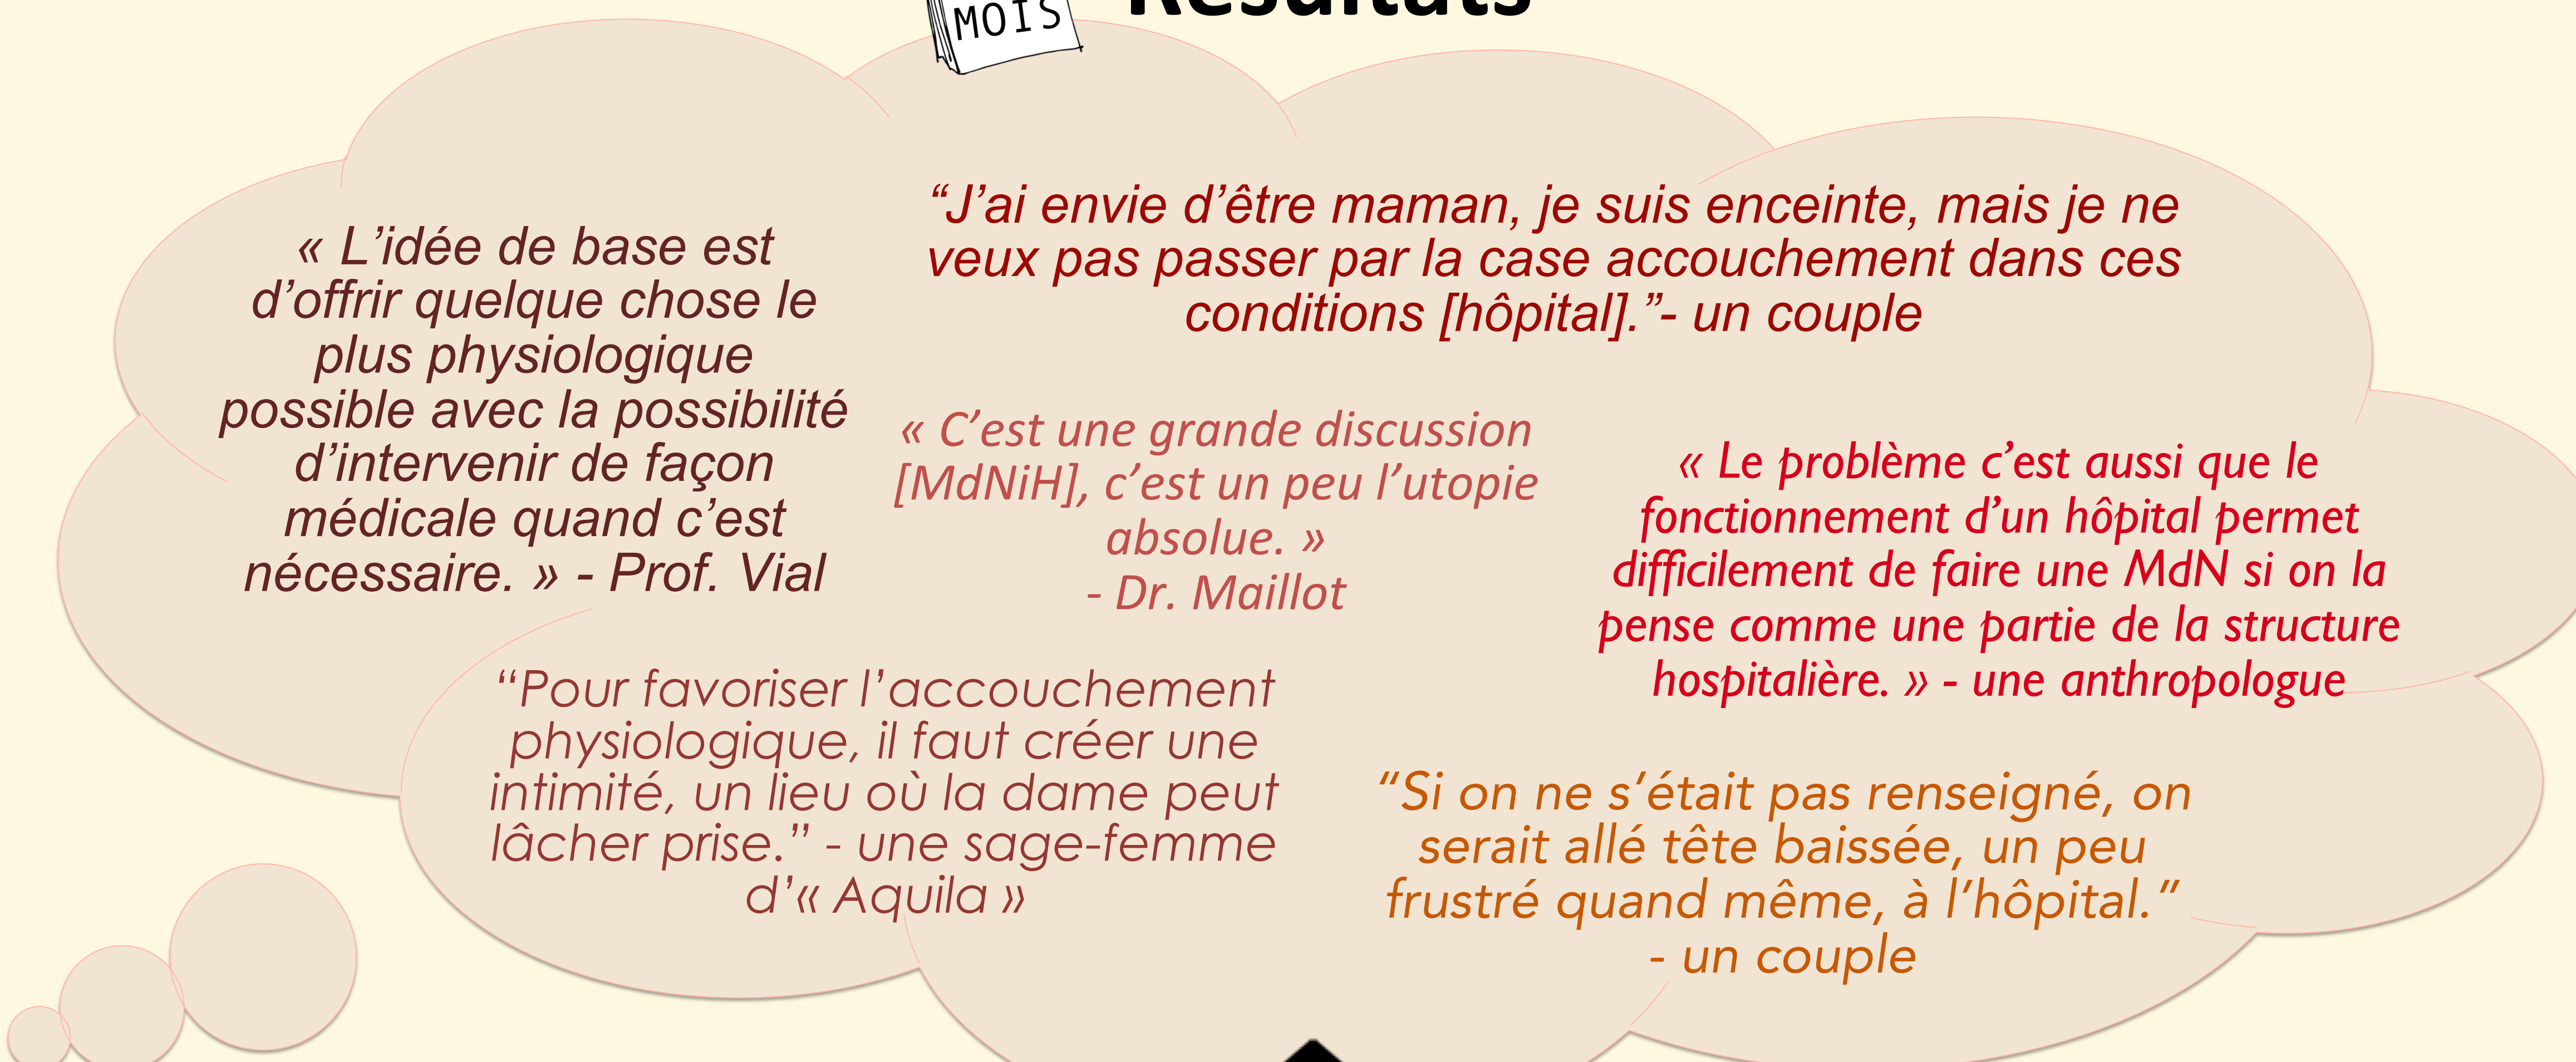 MOIS
Résultats
« L’idée de base est
d’offrir quelque chose le
plus physiologique
possible avec la possibilité
d’intervenir de façon
médicale quand c’est
nécessaire. » - Prof. Vial
“J’ai envie d’être maman, je suis enceinte, mais je ne
veux pas passer par la case accouchement dans ces
conditions [hôpital].”- un couple
« C’est une grande discussion
[MdNiH], c’est un peu l’utopie
absolue. »
- Dr. Maillot
« Le problème c’est aussi que le
fonctionnement d’un hôpital permet
difficilement de faire une MdN si on la
pense comme une partie de la structure
hospitalière. » - une anthropologue
“Pour favoriser l’accouchement
physiologique, il faut créer une
intimité, un lieu où la dame peut
lâcher prise.” - une sage-femme
d’« Aquila »
“Si on ne s’était pas renseigné, on
serait allé tête baissée, un peu
frustré quand même, à l’hôpital.”
- un couple